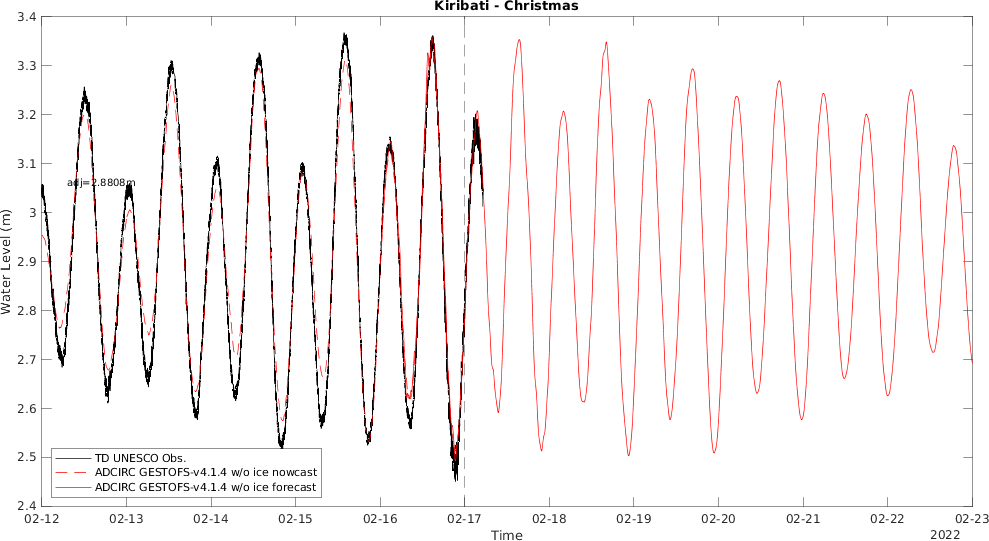 Kiribati - Christmas
Water Level (m)
3.4
3.3
3.2
3.1
3
2.9
2.8
2.7
2.6
2.5
2.4
adj=2.8808m
TD UNESCO Obs.
ADCIRC GESTOFS-v4.1.4 w/o ice nowcast
ADCIRC GESTOFS-v4.1.4 w/o ice forecast
02-12 02-13 02-14 02-15 02-16 02-17 02-18 02-19 02-20 02-21 02-22 02-23
Time
2022